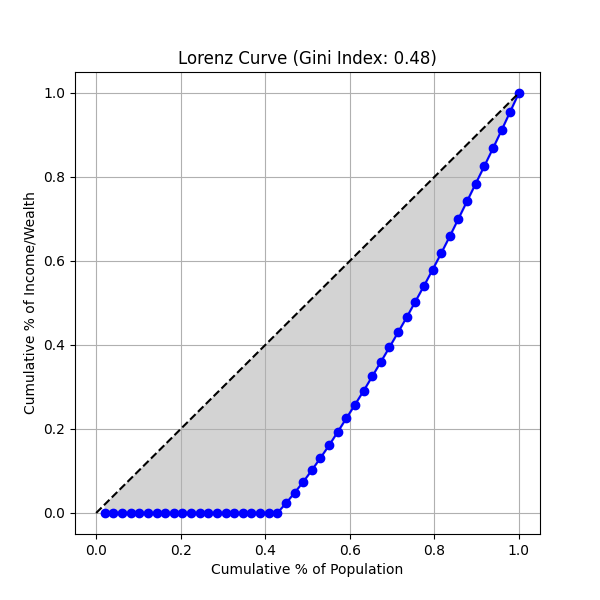 Lorenz Curve (Gini Index: 0.48)
Cumulative % of Income/Wealth
1.0
0.8
0.6
0.4
0.2
0.0
0.0 0.2 0.4 0.6 0.8 1.0
Cumulative % of Population